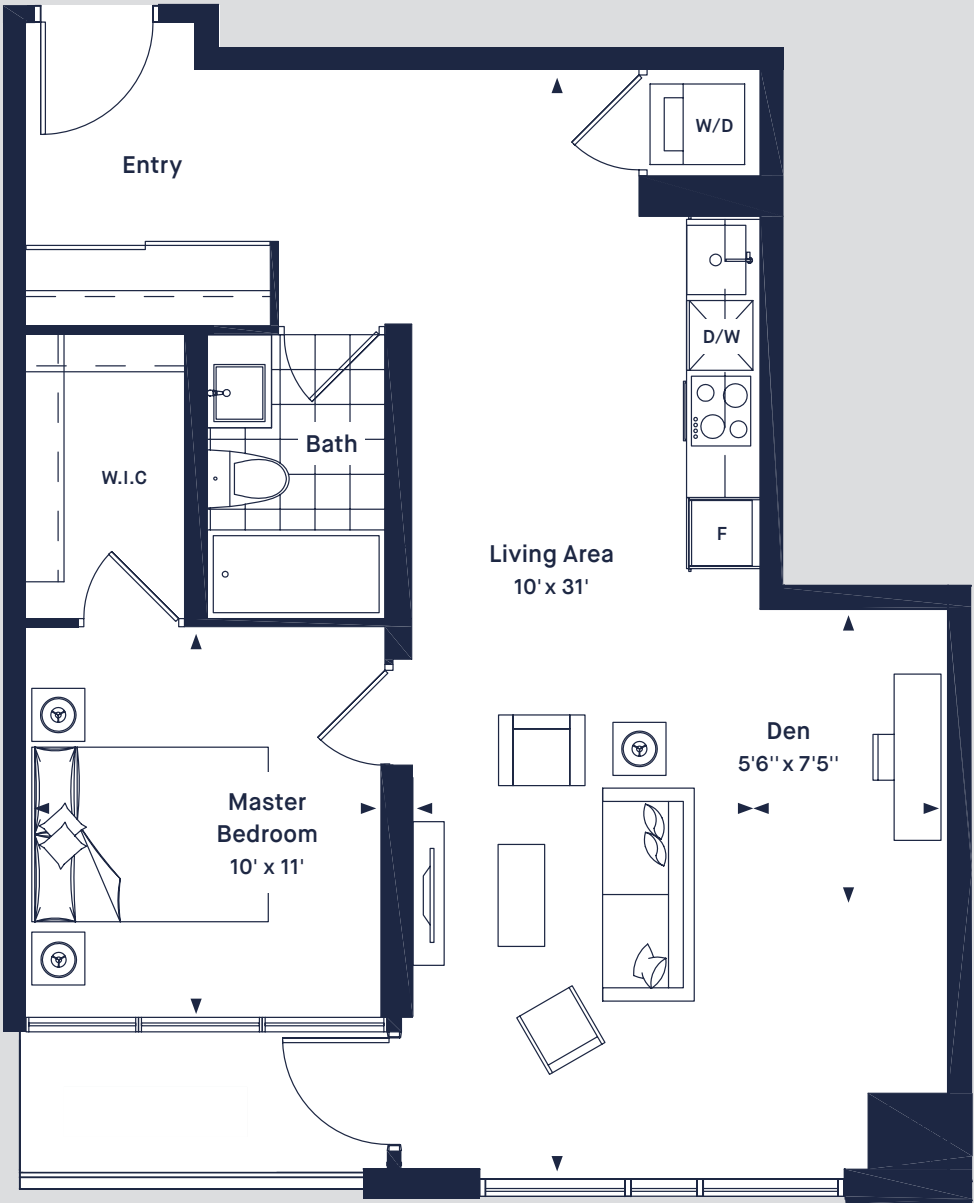 W/D
Entry
D/W
Bath
W.I.C
F
Living Area
10' x 31'
Den
5'6'' x 7'5''
Master
Bedroom
10' x 11'